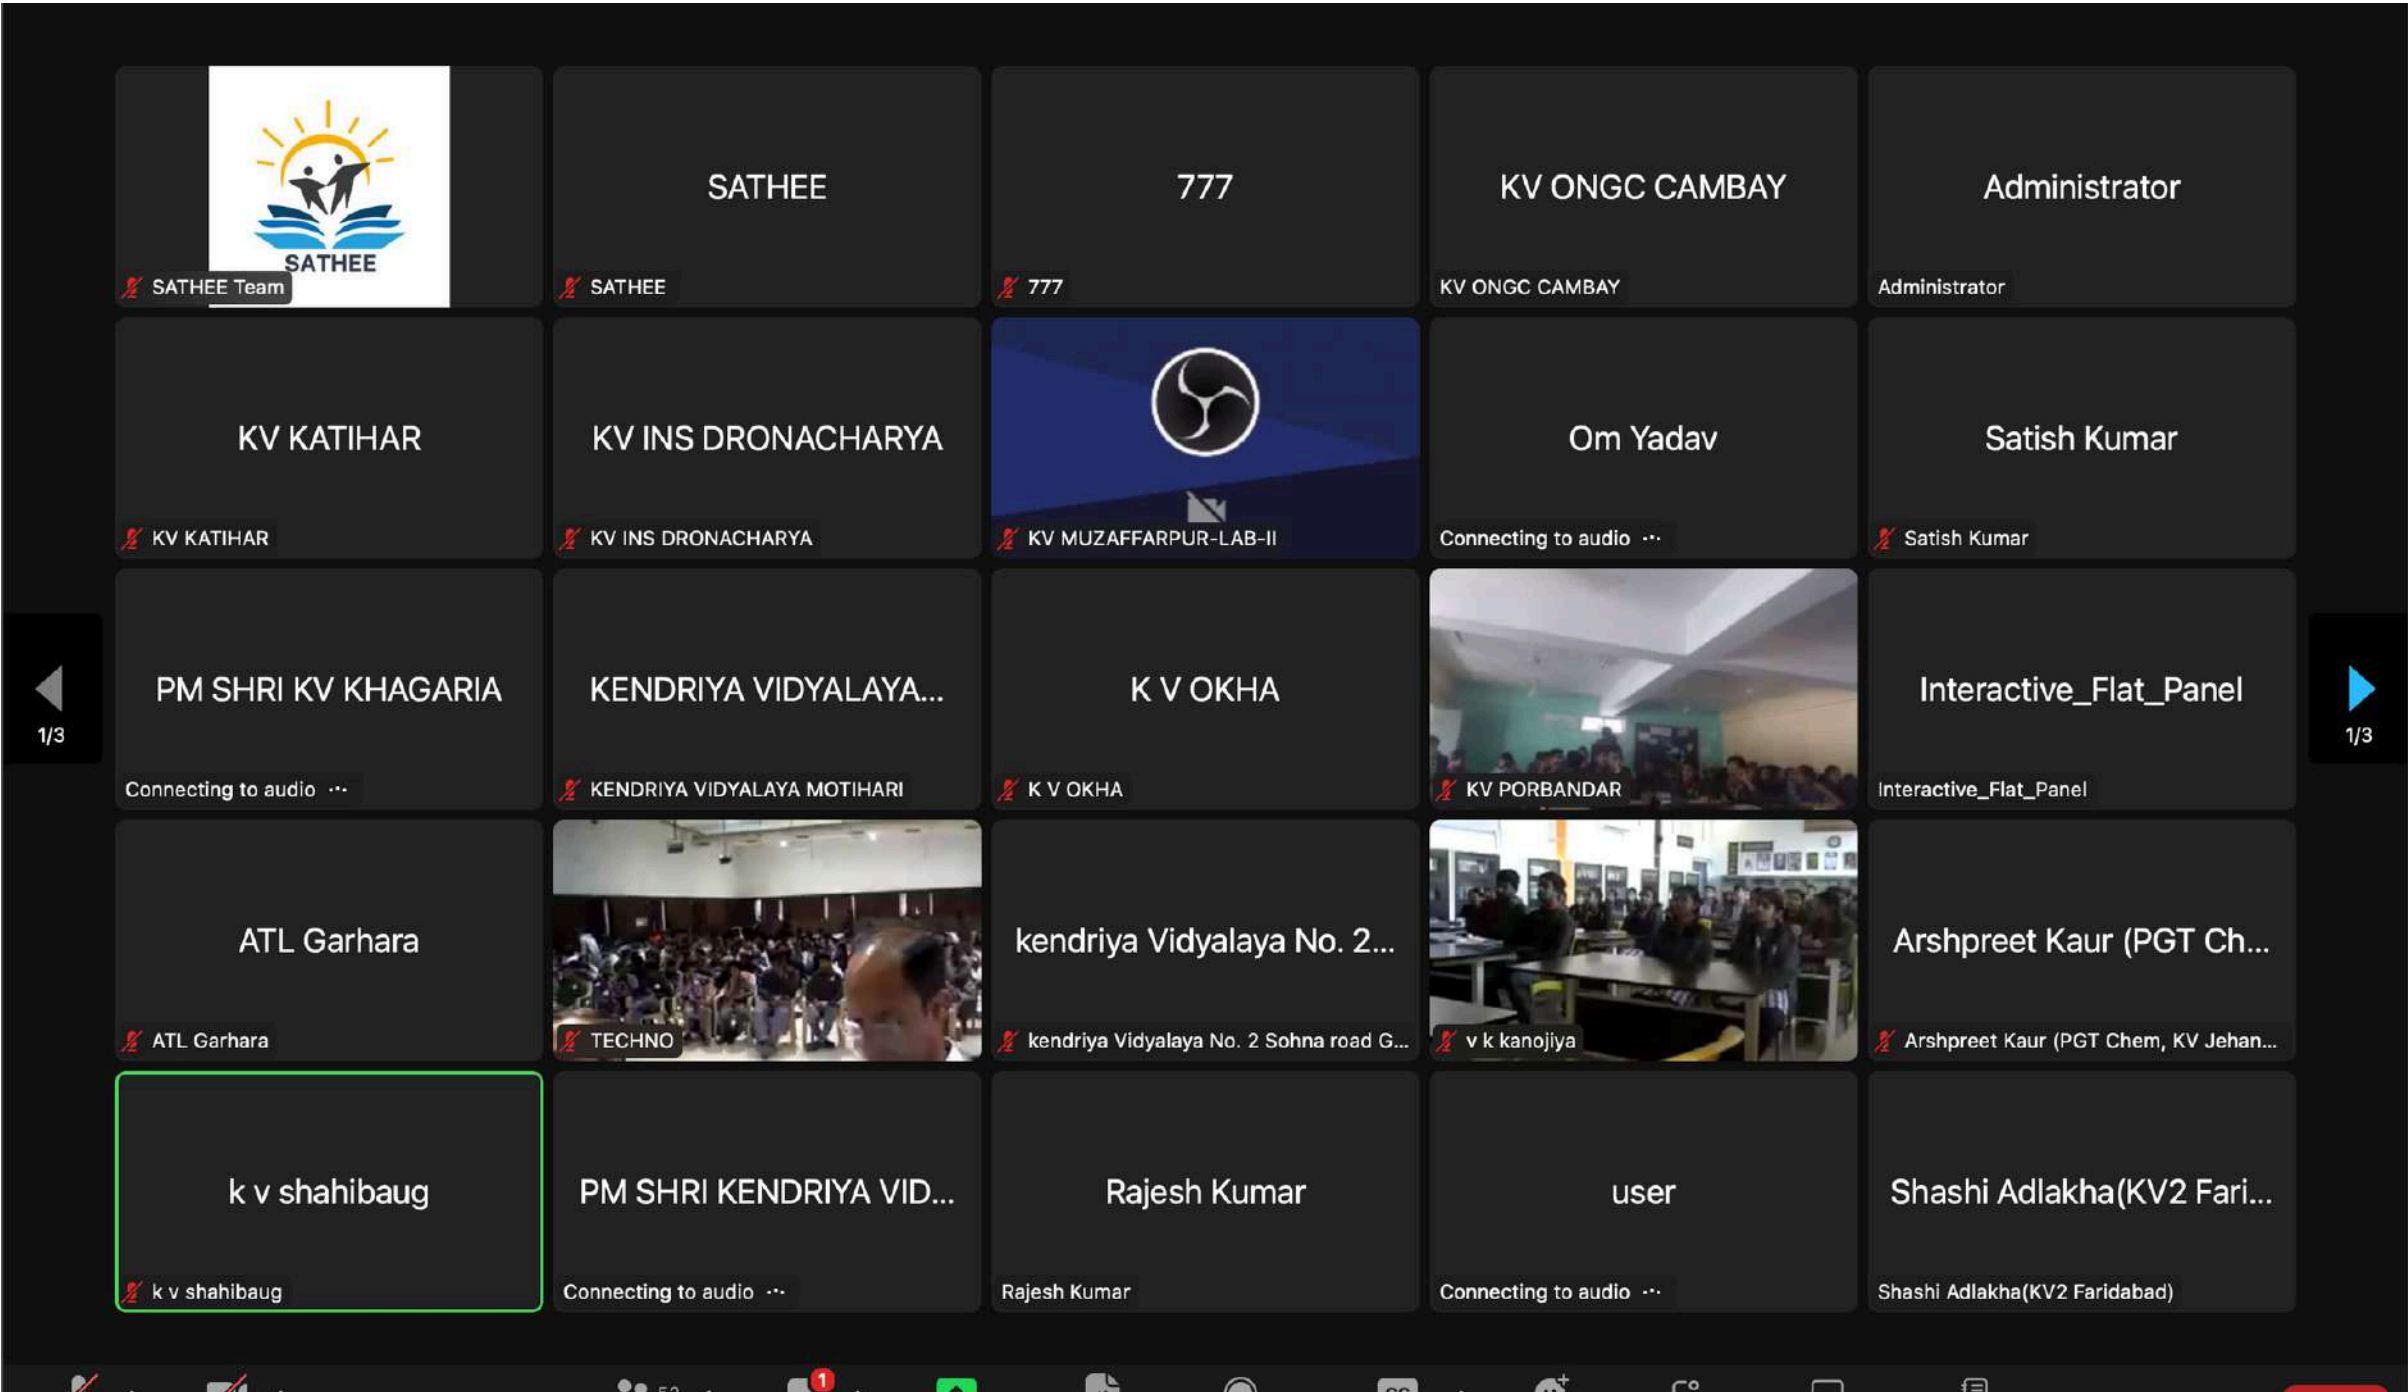 SATHEE
SATHEE Team
SATHEE
SATHEE
777
777
KV ONGC CAMBAY
KV ONGC CAMBAY
Administrator
Administrator
KV KATIHAR
KV KATIHAR
KV INS DRONACHARYA
KV INS DRONACHARYA
KV MUZAFFARPUR-LAB-II
Om Yadav
Connecting to audio ...
Satish Kumar
Satish Kumar
PM SHRI KV KHAGARIA
Connecting to audio ...
KENDRIYA VIDYALAYA...
KENDRIYA VIDYALAYA MOTIHARI
K V OKHA
K V OKHA
KV PORBANDAR
Interactive_Flat_Panel
Interactive_Flat_Panel
1/3
1/3
ATL Garhara
ATL Garhara
TECHNO
kendriya Vidyalaya No. 2...
kendriya Vidyalaya No. 2 Sohna road G...
v k kanojiya
Arshpreet Kaur (PGT Ch...
Arshpreet Kaur (PGT Chem, KV Jehan...
k v shahibaug
k v shahibaug
PM SHRI KENDRIYA VID...
Connecting to audio ...
Rajesh Kumar
Rajesh Kumar
user
Connecting to audio ...
Shashi Adlakha(KV2 Fari...
Shashi Adlakha(KV2 Faridabad)
1